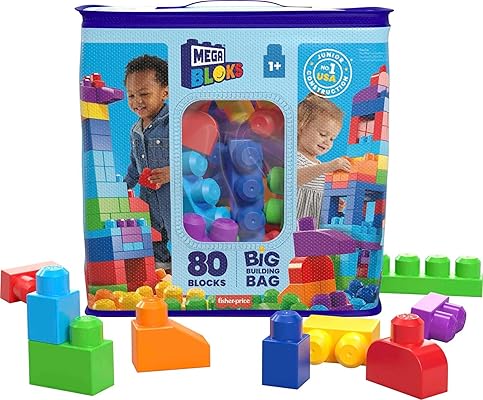 MEGA
BLOKS
1+
JUNIOR
NO.1
USA
CONSTRUCTION
80
BLOCKS
BIG
BUILDING
BAG
fisher-price